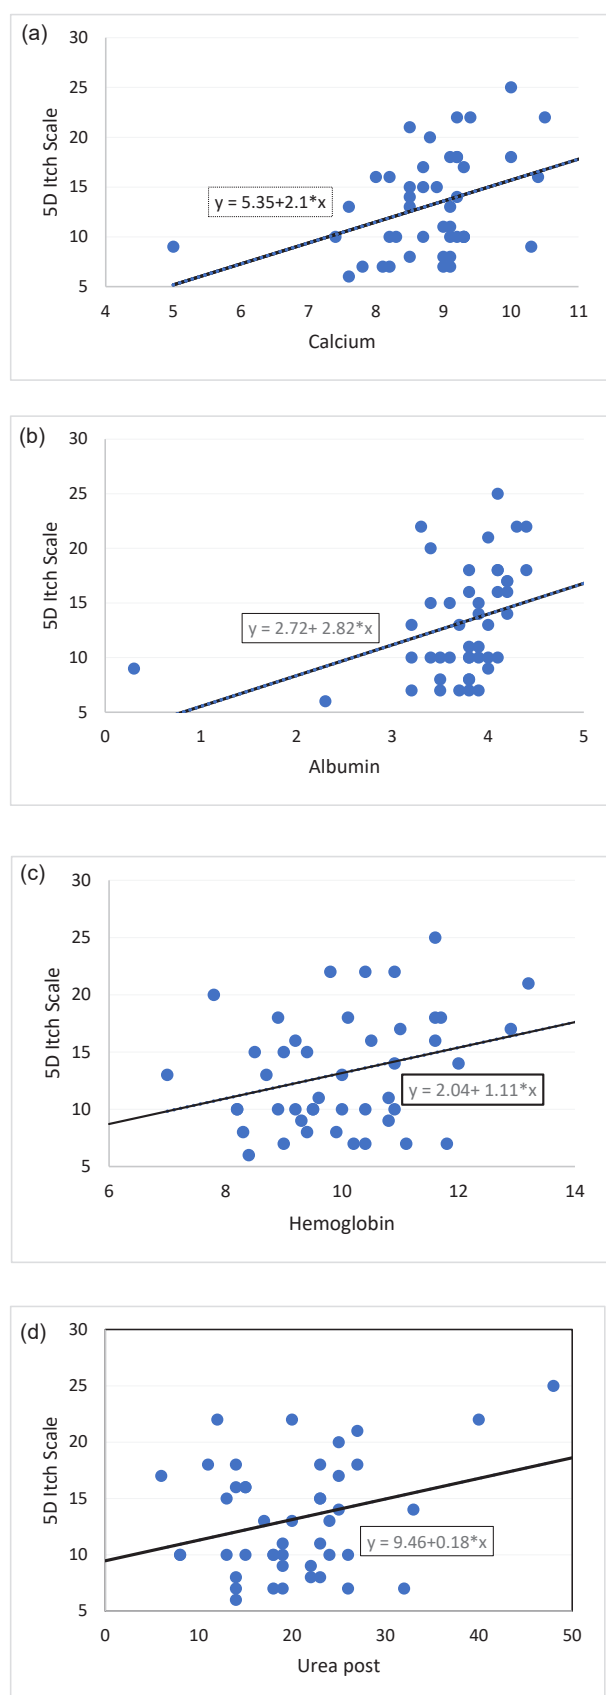 (a)
30
25
20
15
10
5
5D Itch Scale
y = 5.35+2.1*x
4 5 6 7 8 9 10 11
Calcium
(b)
30
25
20
15
10
5
5D Itch Scale
y = 2.72+ 2.82*x
0 1 2 3 4 5
Albumin
(c)
30
25
20
15
10
5
5D Itch Scale
y = 2.04+ 1.11*x
6 8 10 12 14
Hemoglobin
(d)
30
25
20
15
10
5
5D Itch Scale
y = 9.46+0.18*x
0 10 20 30 40 50
Urea post